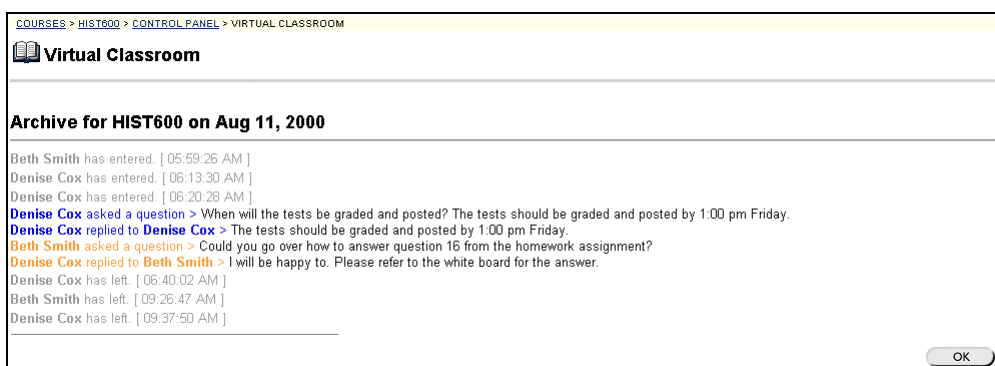 COURSES > HIST600 > CONTROL PANEL > VIRTUAL CLASSROOM
Virtual Classroom
Archive for HIST600 on Aug 11, 2000
Beth Smith has entered. [ 05:59:26 AM ]
Denise Cox has entered. [ 06:13:30 AM ]
Denise Cox has entered. [ 06:20:28 AM ]
Denise Cox asked a question > When will the tests be graded and posted? The tests should be graded and posted by 1:00 pm Friday.
Denise Cox replied to Denise Cox > The tests should be graded and posted by 1:00 pm Friday.
Beth Smith asked a question > Could you go over how to answer question 16 from the homework assignment?
Denise Cox replied to Beth Smith > I will be happy to. Please refer to the white board for the answer.
Denise Cox has left. [ 06:40:02 AM ]
Beth Smith has left. [ 09:26:47 AM ]
Denise Cox has left. [ 09:37:50 AM ]
OK